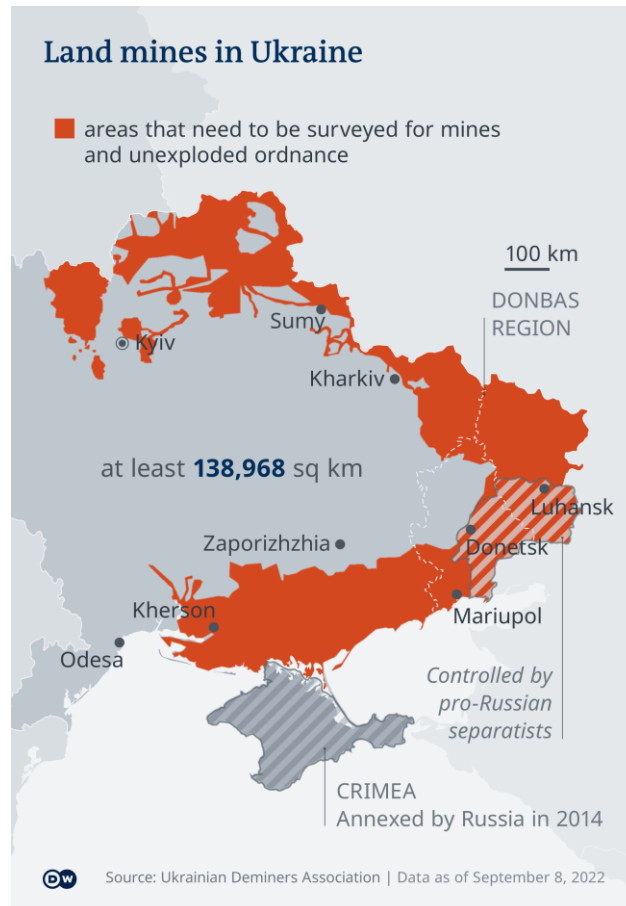 Land mines in Ukraine
areas that need to be surveyed for mines
and unexploded ordnance
100 km
DONBAS
REGION
Sumy
Kyiv
Kharkiv
at least 138,968 sq km
Luhansk
Zaporizhzhia
Donetsk
Kherson
Mariupol
Odesa
Controlled by
pro-Russian
separatists
CRIMEA
Annexed by Russia in 2014
DW
Source: Ukrainian Deminers Association | Data as of September 8, 2022